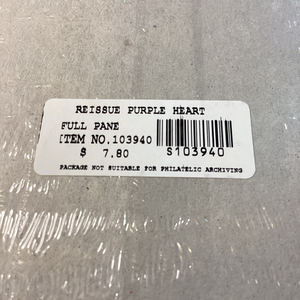 REISSUE PURPLE HEART
FULL PANE
ITEM NO.103940
$ 7.80
S103940
PACKAGE NOT SUITABLE FOR PHILATELIC ARCHIVING